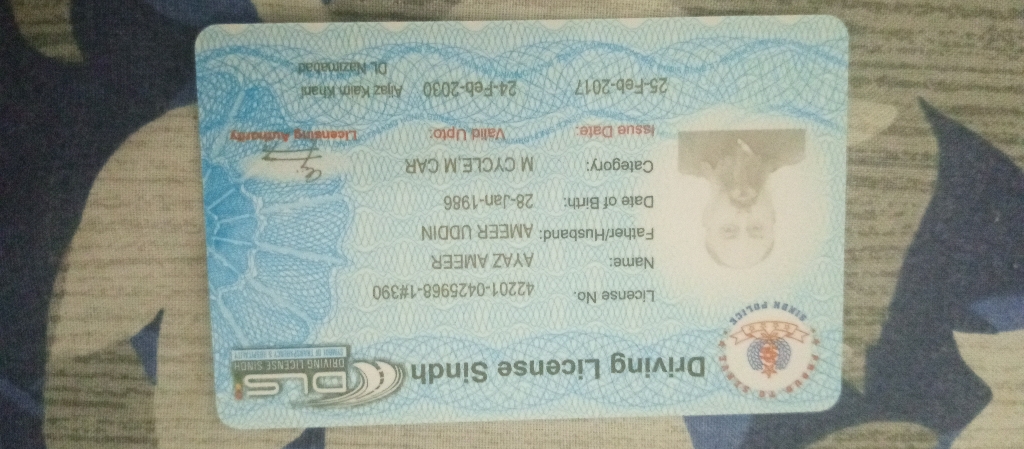 Driving License Sindh
DLS
DRIVING LICENSE SINDH
SINDH POLICE
License No. 42201-0425968-1#390
Name: AYAZ AMEER
Father/Husband: AMEER UDDIN
Date of Birth: 28-Jan-1986
Category: M CYCLE,M CAR
Issue Date: Valid Upto: Licensing Authority
25-Feb-2017 24-Feb-2030 Aijaz Kaim Khani
DL Nazimabad